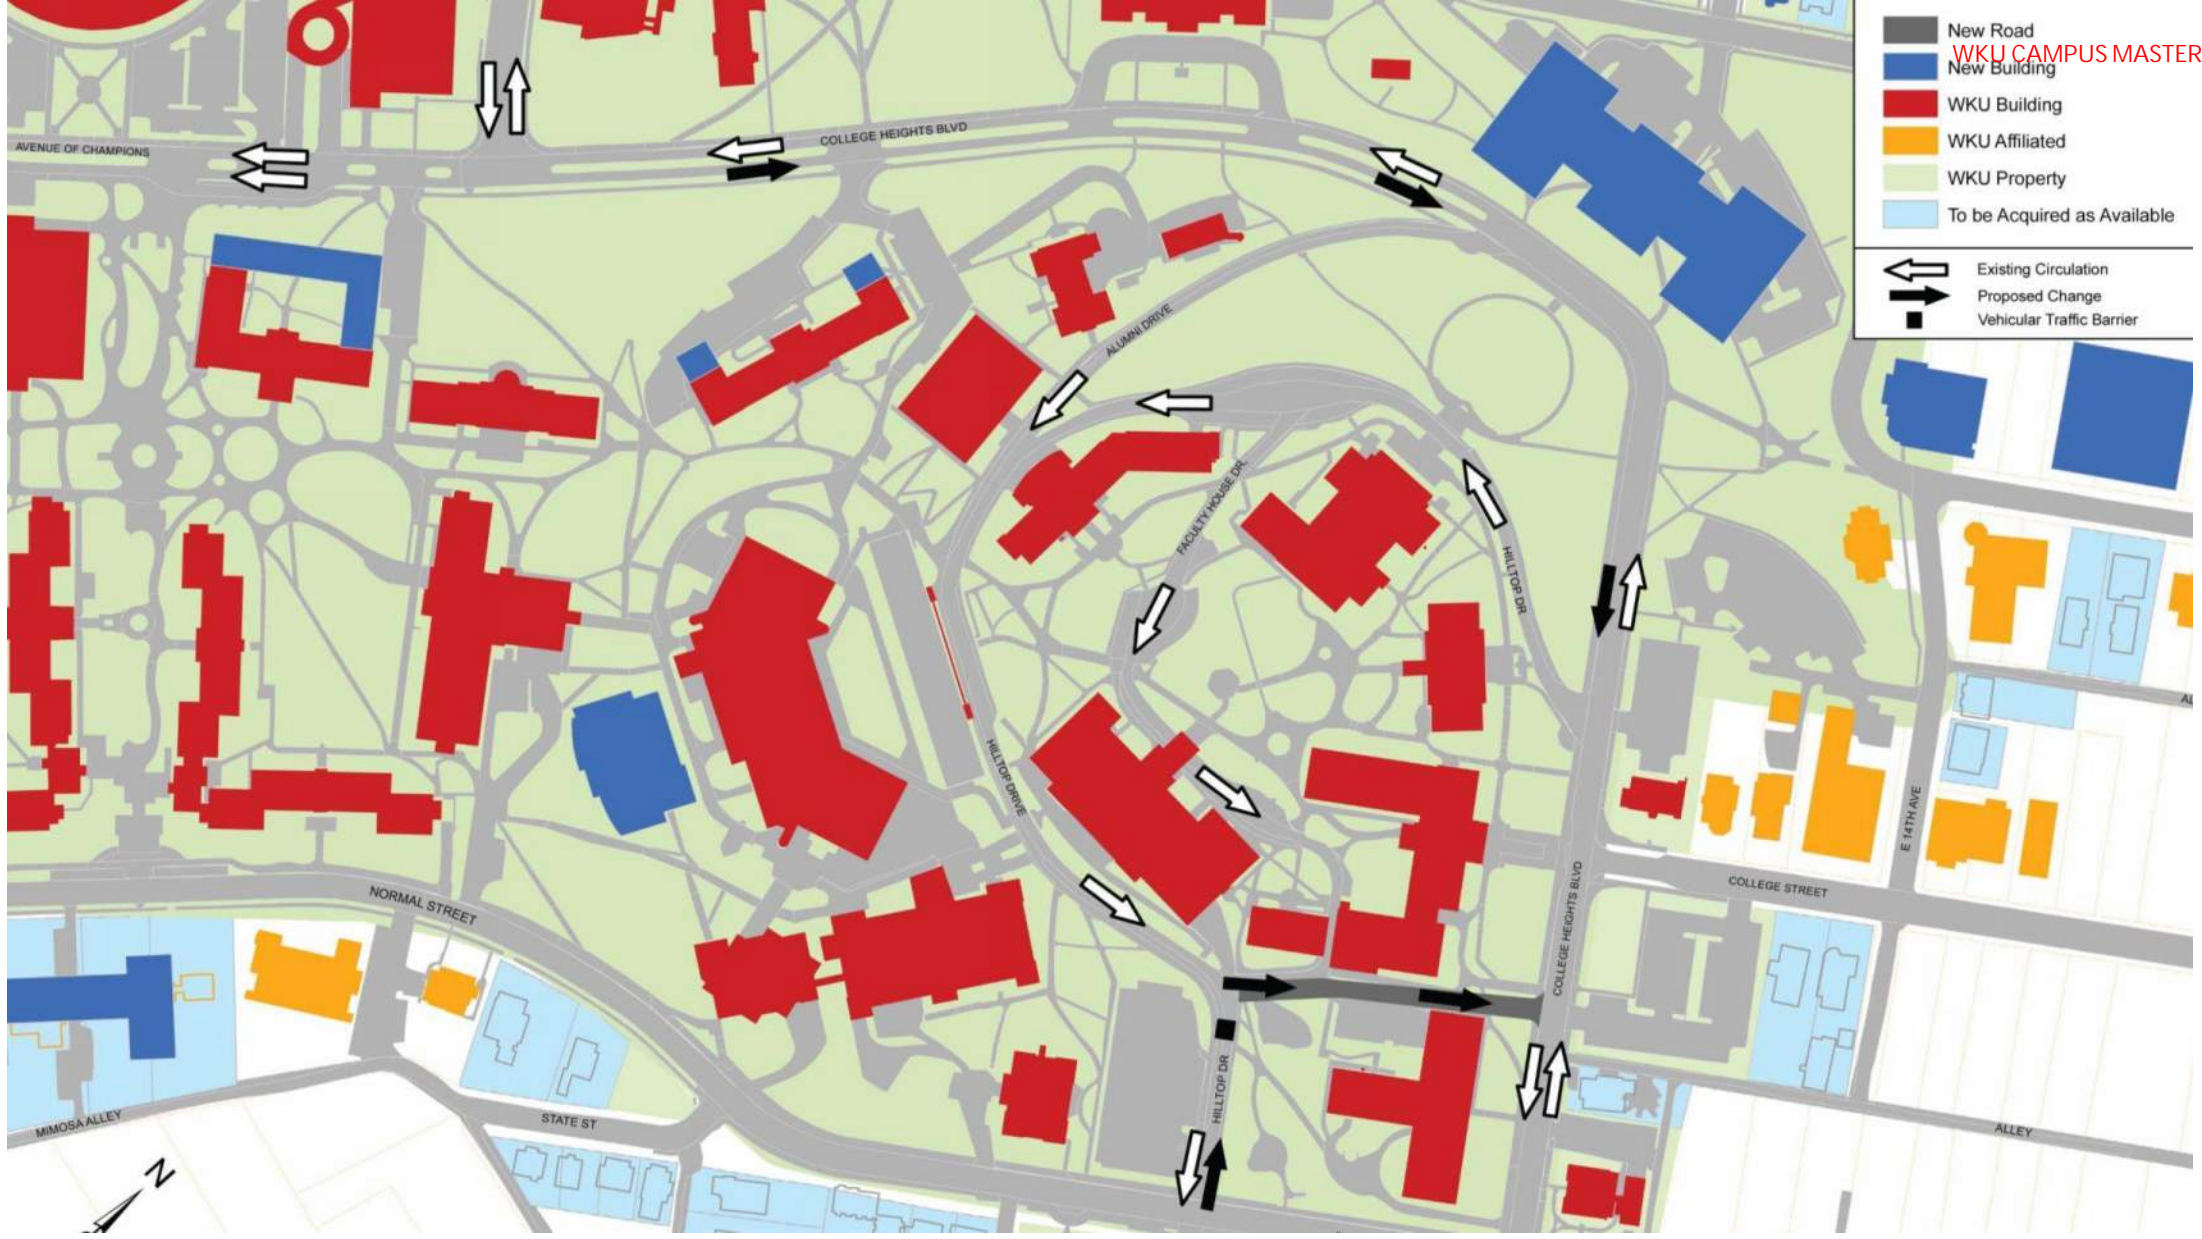 New Road
WKU CAMPUS MASTER
New Building
WKU Building
WKU Affiliated
WKU Property
To be Acquired as Available
Existing Circulation
Proposed Change
Vehicular Traffic Barrier
COLLEGE HEIGHTS BLVD
AVENUE OF CHAMPIONS
ALUMNI DRIVE
FACULTY HOUSE DR.
HILLTOP DR
HILLTOP DRIVE
E 14TH AVE
COLLEGE STREET
NORMAL STREET
COLLEGE HEIGHTS BLVD
HILLTOP DR
MIMOSA ALLEY
STATE ST
ALLEY
N